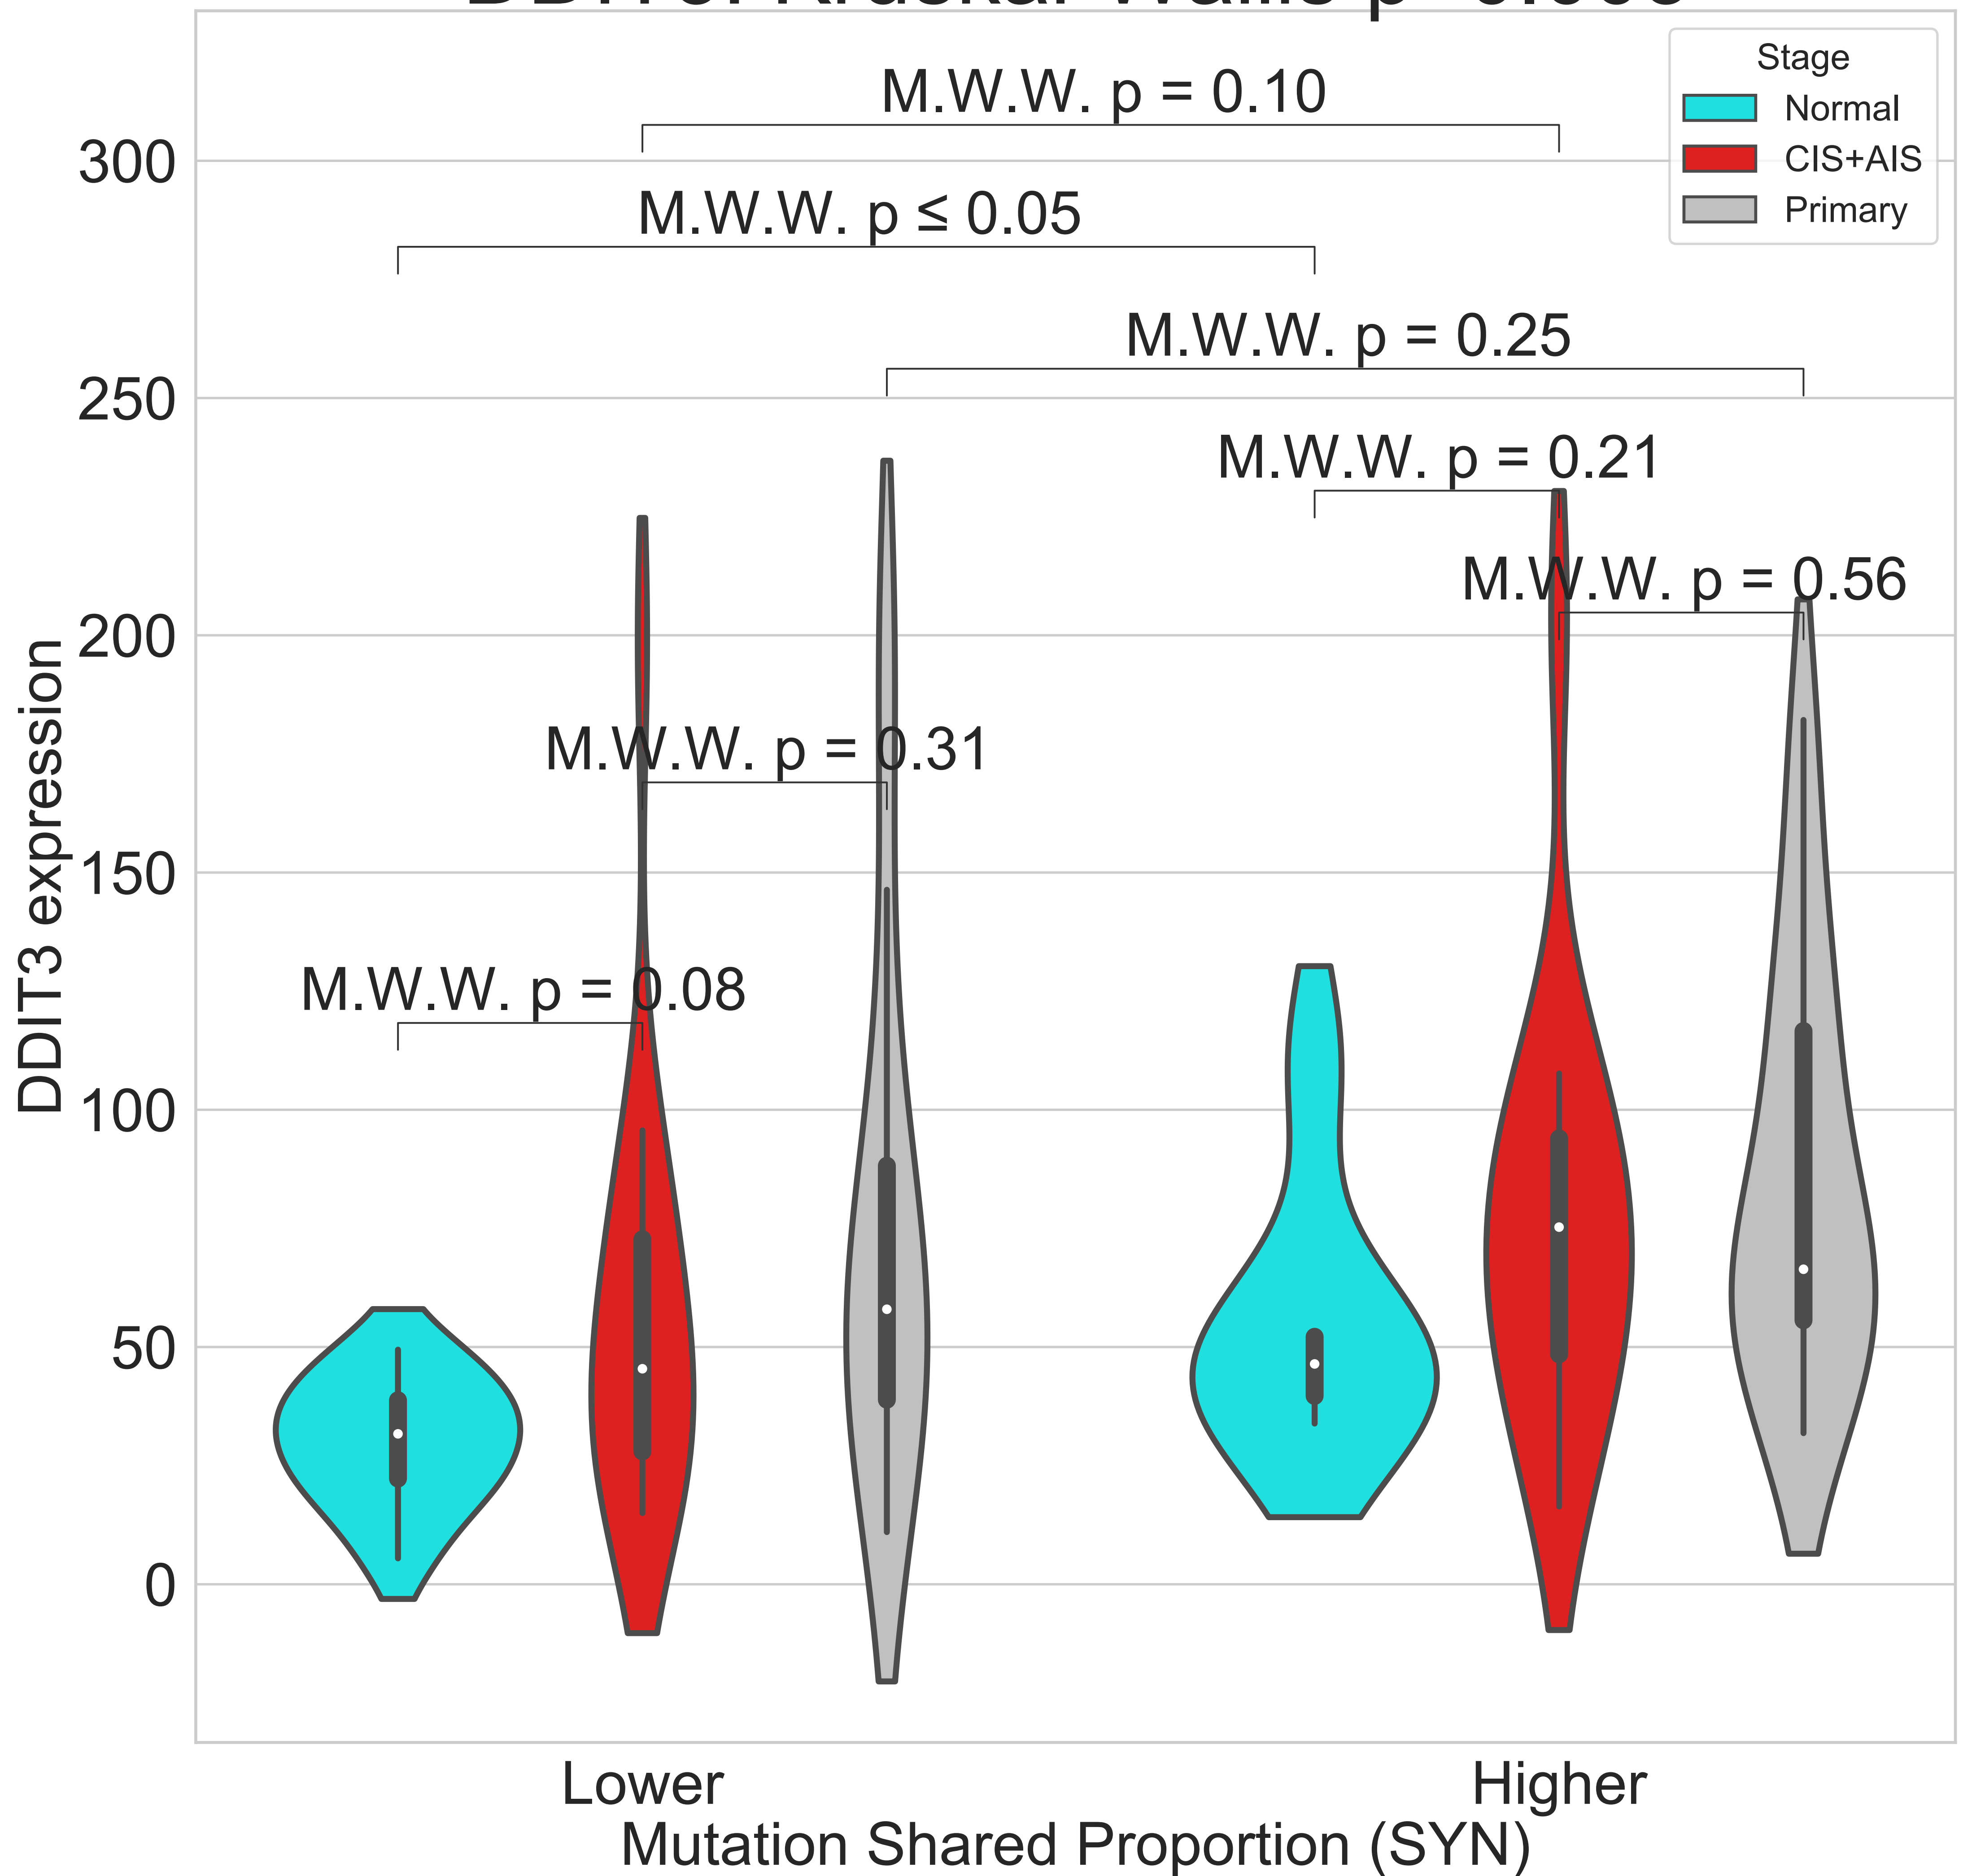 Stage
Normal
CIS+AIS
Primary
M.W.W. p = 0.10
M.W.W. p ≤ 0.05
M.W.W. p = 0.25
M.W.W. p = 0.21
M.W.W. p = 0.56
M.W.W. p = 0.31
M.W.W. p = 0.08
300
250
200
150
100
50
0
DDIT3 expression
Lower
Higher
Mutation Shared Proportion (SYN)